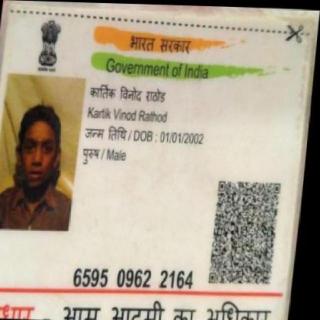 भारत सरकार
Government of India
कार्तिक विनोद राठोड
Kartik Vinod Rathod
जन्म तिथि / DOB : 01/01/2002
पुरुष / Male
6595 0962 2164
धार - आम आदमी का अधिकार